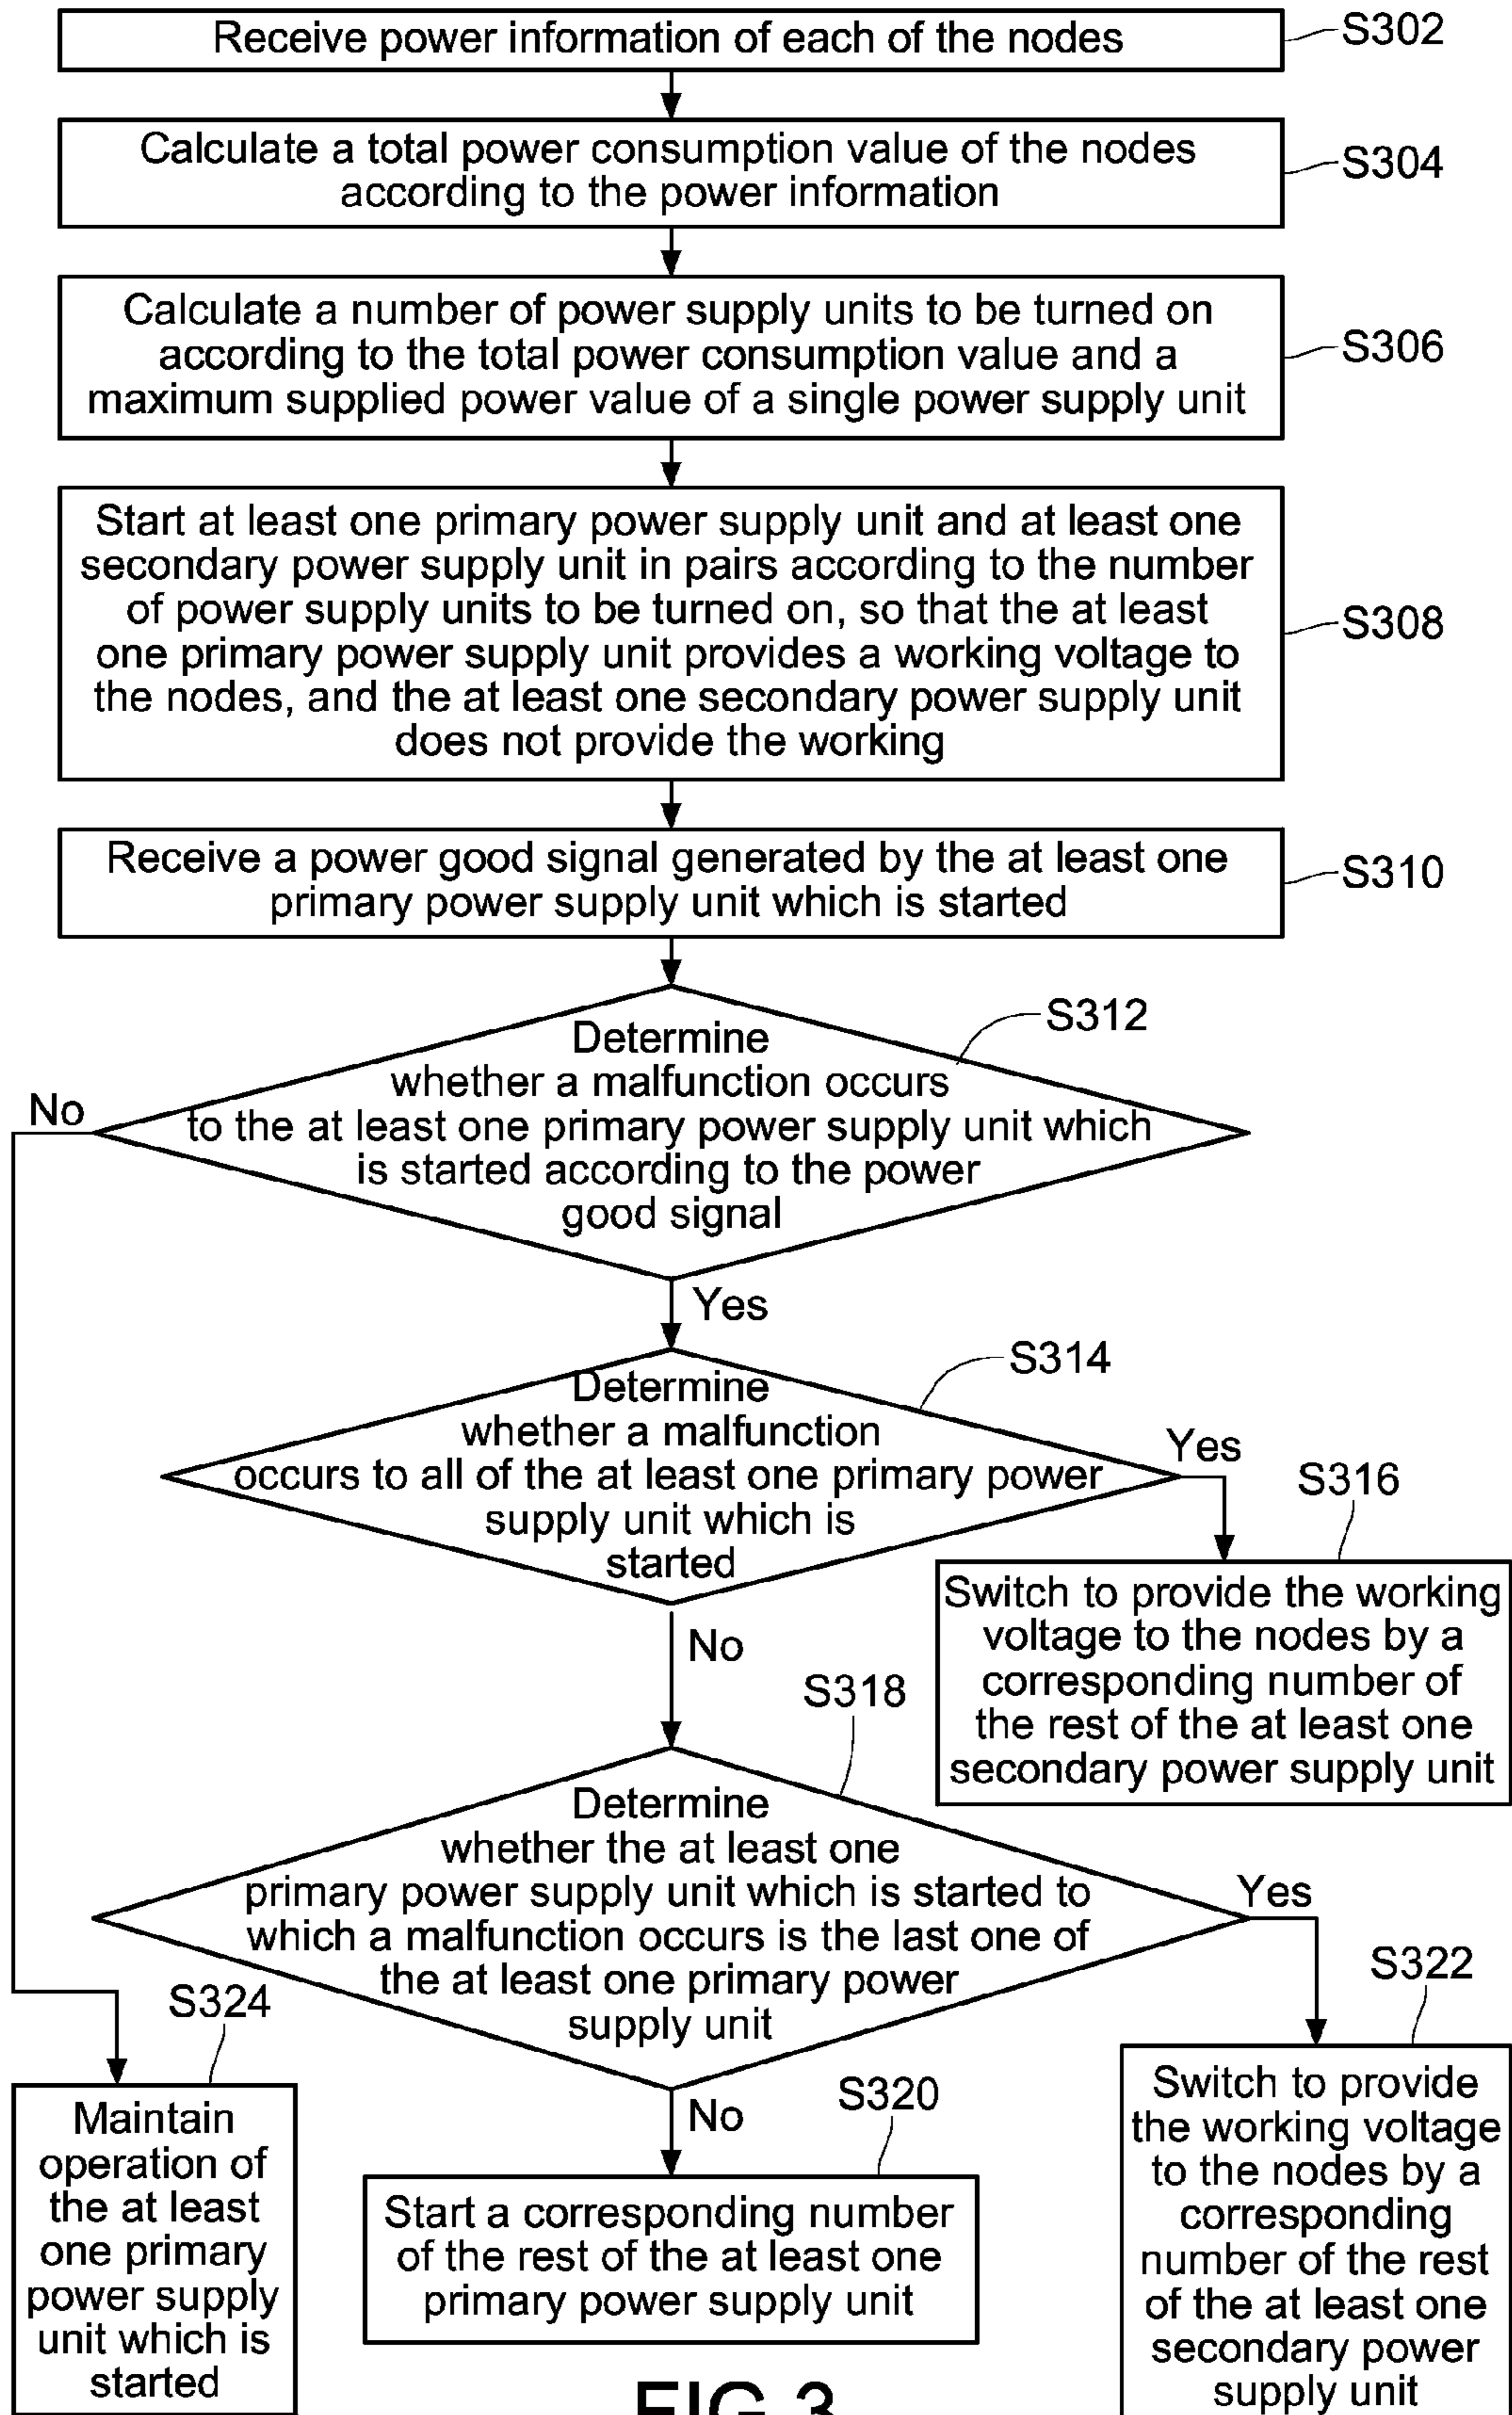 Receive power information of each of the nodes
S302
Calculate a total power consumption value of the nodes
according to the power information
S304
Calculate a number of power supply units to be turned on
according to the total power consumption value and a
maximum supplied power value of a single power supply unit
S306
Start at least one primary power supply unit and at least one
secondary power supply unit in pairs according to the number
of power supply units to be turned on, so that the at least
one primary power supply unit provides a working voltage to
the nodes, and the at least one secondary power supply unit
does not provide the working
S308
Receive a power good signal generated by the at least one
primary power supply unit which is started
S310
S312
Determine
whether a malfunction occurs
to the at least one primary power supply unit which
is started according to the power
good signal
No
Yes
S314
Determine
whether a malfunction
occurs to all of the at least one primary power
supply unit which is
started
Yes
S316
Switch to provide the working
voltage to the nodes by a
corresponding number of
the rest of the at least one
secondary power supply unit
No
S318
Determine
whether the at least one
primary power supply unit which is started to
which a malfunction occurs is the last one of
the at least one primary power
supply unit
Yes
S322
Switch to provide
the working voltage
to the nodes by a
corresponding
number of the rest
of the at least one
secondary power
supply unit
No
S320
Start a corresponding number
of the rest of the at least one
primary power supply unit
S324
Maintain
operation of
the at least
one primary
power supply
unit which is
started
FIG.3